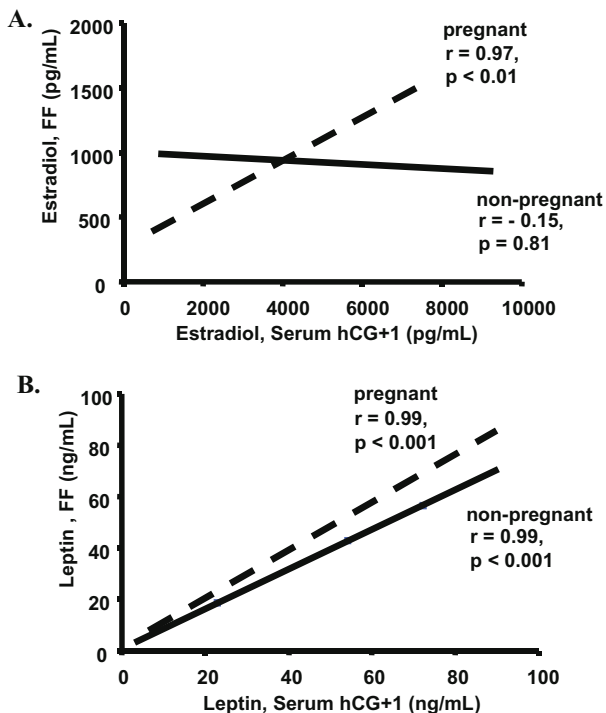 A.
2000
1500
1000
500
0
Estradiol, FF (pg/mL)
pregnant
r = 0.97,
p < 0.01
non-pregnant
r = - 0.15,
p = 0.81
0 2000 4000 6000 8000 10000
Estradiol, Serum hCG+1 (pg/mL)
B.
100
80
60
40
20
0
Leptin , FF (ng/mL)
pregnant
r = 0.99,
p < 0.001
non-pregnant
r = 0.99,
p < 0.001
0 20 40 60 80 100
Leptin, Serum hCG+1 (ng/mL)